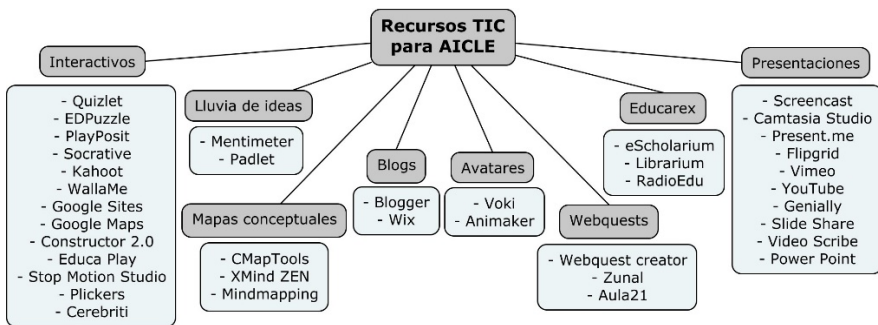 Recursos TIC
para AICLE
Interactivos
- Quizlet
- EDPuzzle
- PlayPosit
- Socrative
- Kahoot
- WallaMe
- Google Sites
- Google Maps
- Constructor 2.0
- Educa Play
- Stop Motion Studio
- Plickers
- Cerebriti
Lluvia de ideas
- Mentimeter
- Padlet
Mapas conceptuales
- CMapTools
- XMind ZEN
- Mindmapping
Blogs
- Blogger
- Wix
Avatares
- Voki
- Animaker
Educarex
- eScholarium
- Librarium
- RadioEdu
Webquests
- Webquest creator
- Zunal
- Aula21
Presentaciones
- Screencast
- Camtasia Studio
- Present.me
- Flipgrid
- Vimeo
- YouTube
- Genially
- Slide Share
- Video Scribe
- Power Point